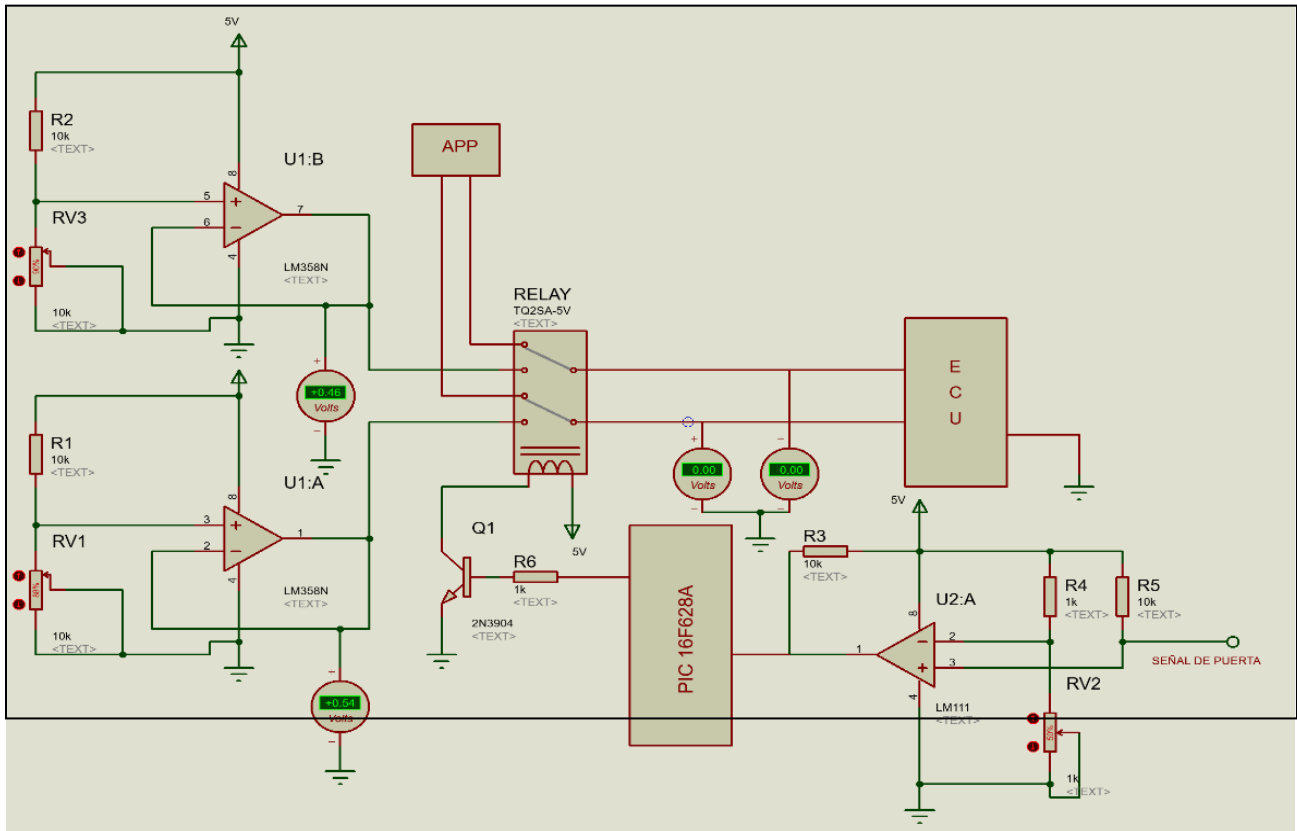 5V
R2
10k
<TEXT>
RV3
90%
10k
<TEXT>
U1:B
8
5
+
6
−
7
4
LM358N
<TEXT>
+
+0.46
Volts
−
APP
RELAY
TQ2SA-5V
<TEXT>
5V
E
C
U
+
0.00
Volts
−
−
0.00
Volts
−
R1
10k
<TEXT>
RV1
10k
<TEXT>
U1:A
8
3
+
2
−
1
4
LM358N
<TEXT>
−
+0.54
Volts
−
Q1
2N3904
<TEXT>
R6
1k
<TEXT>
PIC 16F628A
R3
10k
<TEXT>
5V
U2:A
8
2
−
3
+
1
4
LM111
<TEXT>
R4
1k
<TEXT>
R5
10k
<TEXT>
SEÑAL DE PUERTA
RV2
50%
1k
<TEXT>